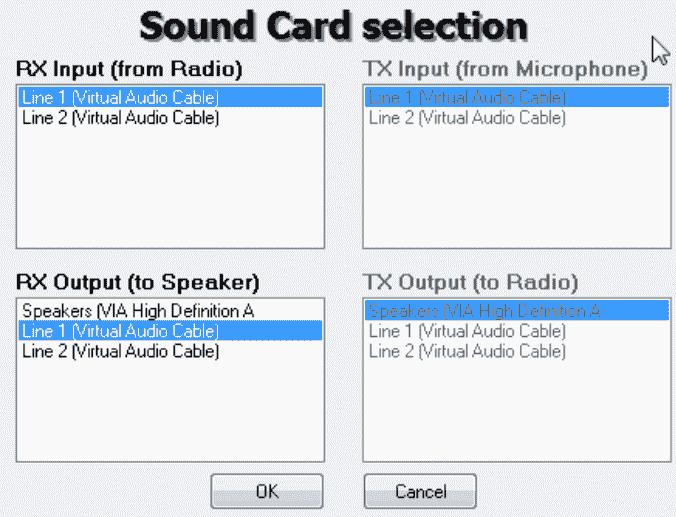 Sound Card selection
RX Input (from Radio)
Line 1 (Virtual Audio Cable)
Line 2 (Virtual Audio Cable)
TX Input (from Microphone)
Line 1 (Virtual Audio Cable)
Line 2 (Virtual Audio Cable)
RX Output (to Speaker)
Speakers (VIA High Definition A
Line 1 (Virtual Audio Cable)
Line 2 (Virtual Audio Cable)
TX Output (to Radio)
Speakers (VIA High Definition A
Line 1 (Virtual Audio Cable)
Line 2 (Virtual Audio Cable)
OK
Cancel